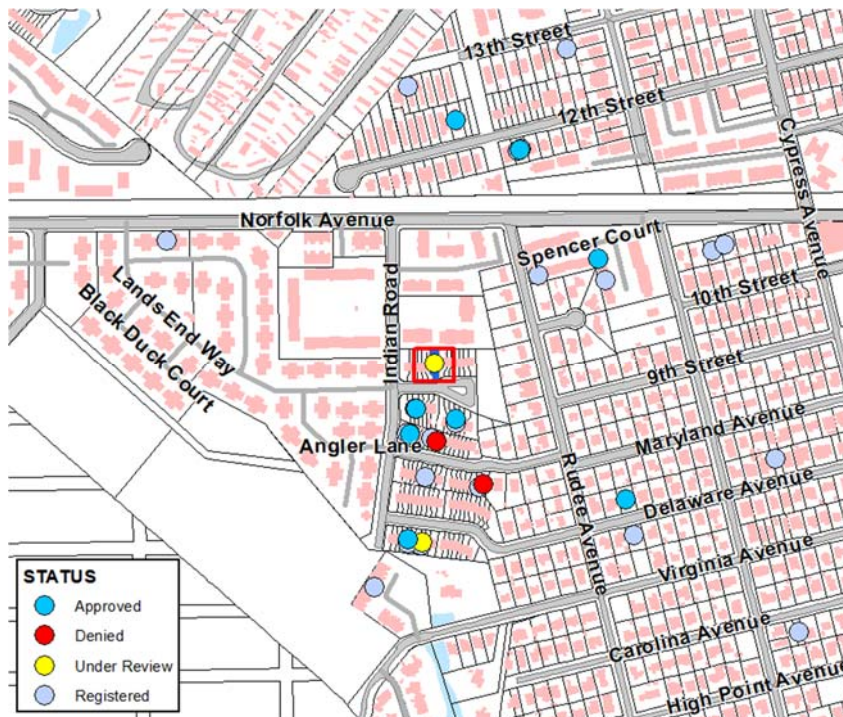 13th Street
12th Street
Cypress Avenue
Norfolk Avenue
Spencer Court
Lands End Way
Black Duck Court
Indian Road
10th Street
9th Street
Maryland Avenue
Angler Lane
Rudee Avenue
Delaware Avenue
Virginia Avenue
Carolina Avenue
High Point Avenue
STATUS
Approved
Denied
Under Review
Registered